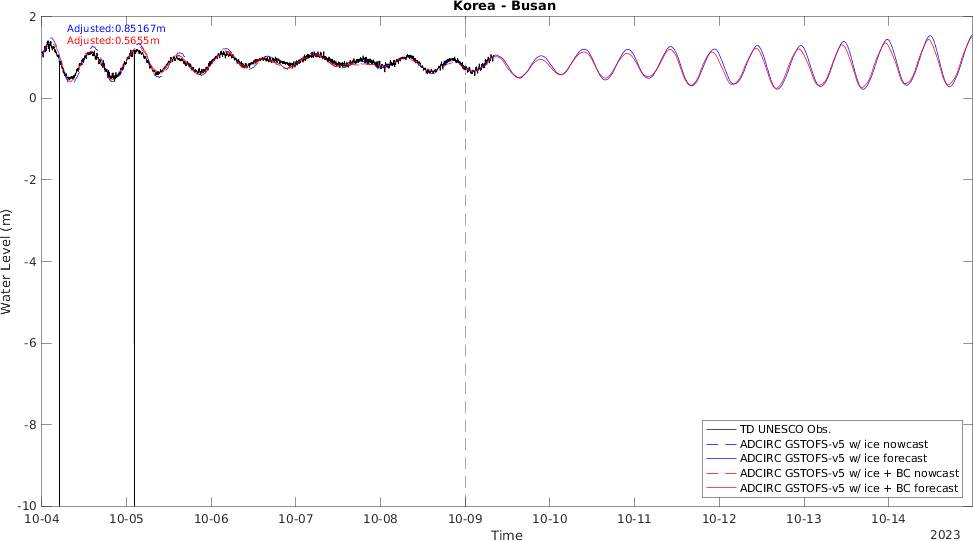 Korea - Busan
Adjusted:0.85167m
Adjusted:0.5655m
2
0
-2
-4
-6
-8
-10
Water Level (m)
TD UNESCO Obs.
ADCIRC GSTOFS-v5 w/ ice nowcast
ADCIRC GSTOFS-v5 w/ ice forecast
ADCIRC GSTOFS-v5 w/ ice + BC nowcast
ADCIRC GSTOFS-v5 w/ ice + BC forecast
10-04 10-05 10-06 10-07 10-08 10-09 10-10 10-11 10-12 10-13 10-14
Time
2023